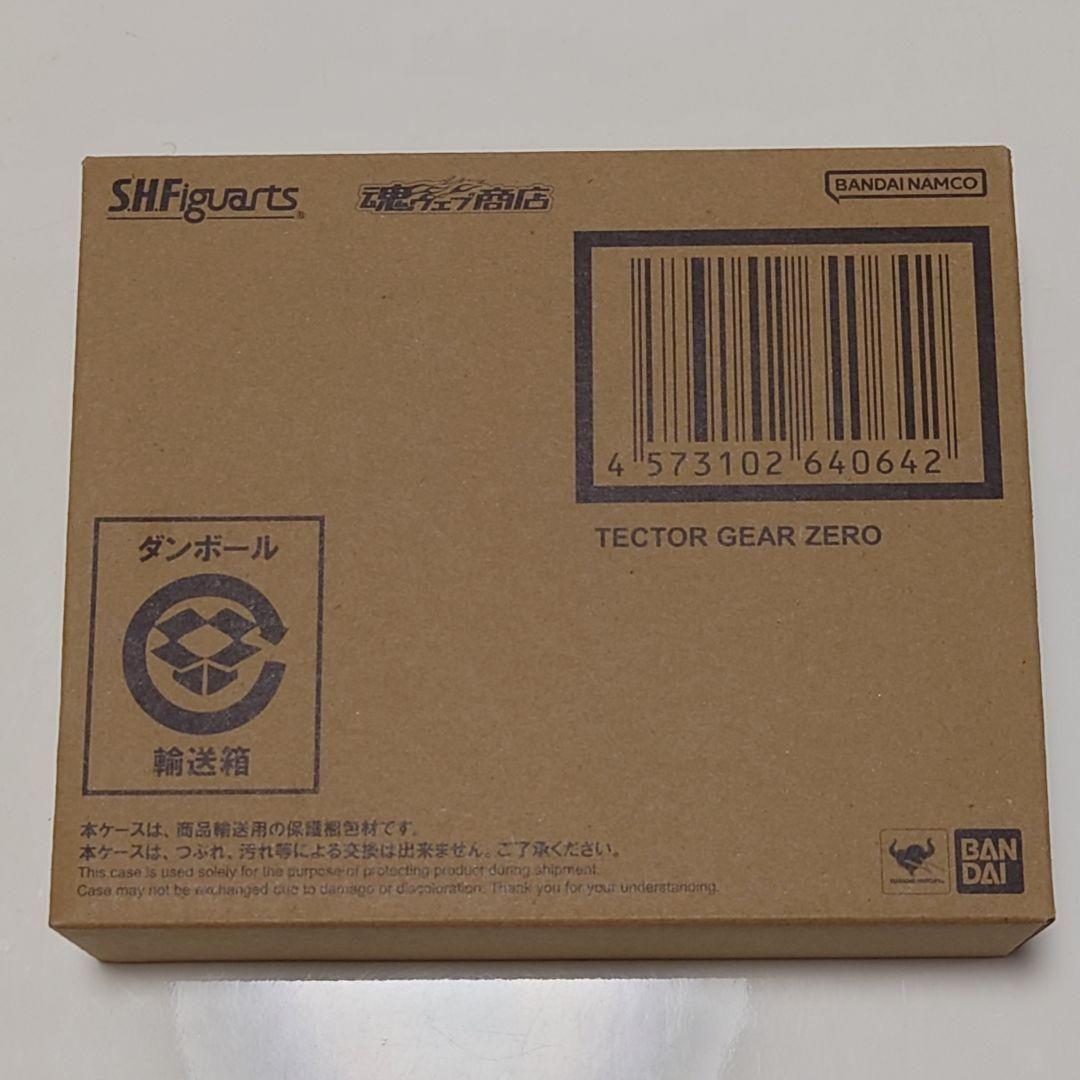 S.H.Figuarts®
魂ウェブ商店
BANDAI NAMCO
4 573102 640642
TECTOR GEAR ZERO
ダンボール
輸送箱
本ケースは、商品輸送用の保護梱包材です。
本ケースは、つぶれ、汚れ等による交換は出来ません。ご了承ください。
This case is used solely for the purpose of protecting product during shipment.
Case may not be exchanged due to damage or discoloration. Thank you for your understanding.
BAN
DAI